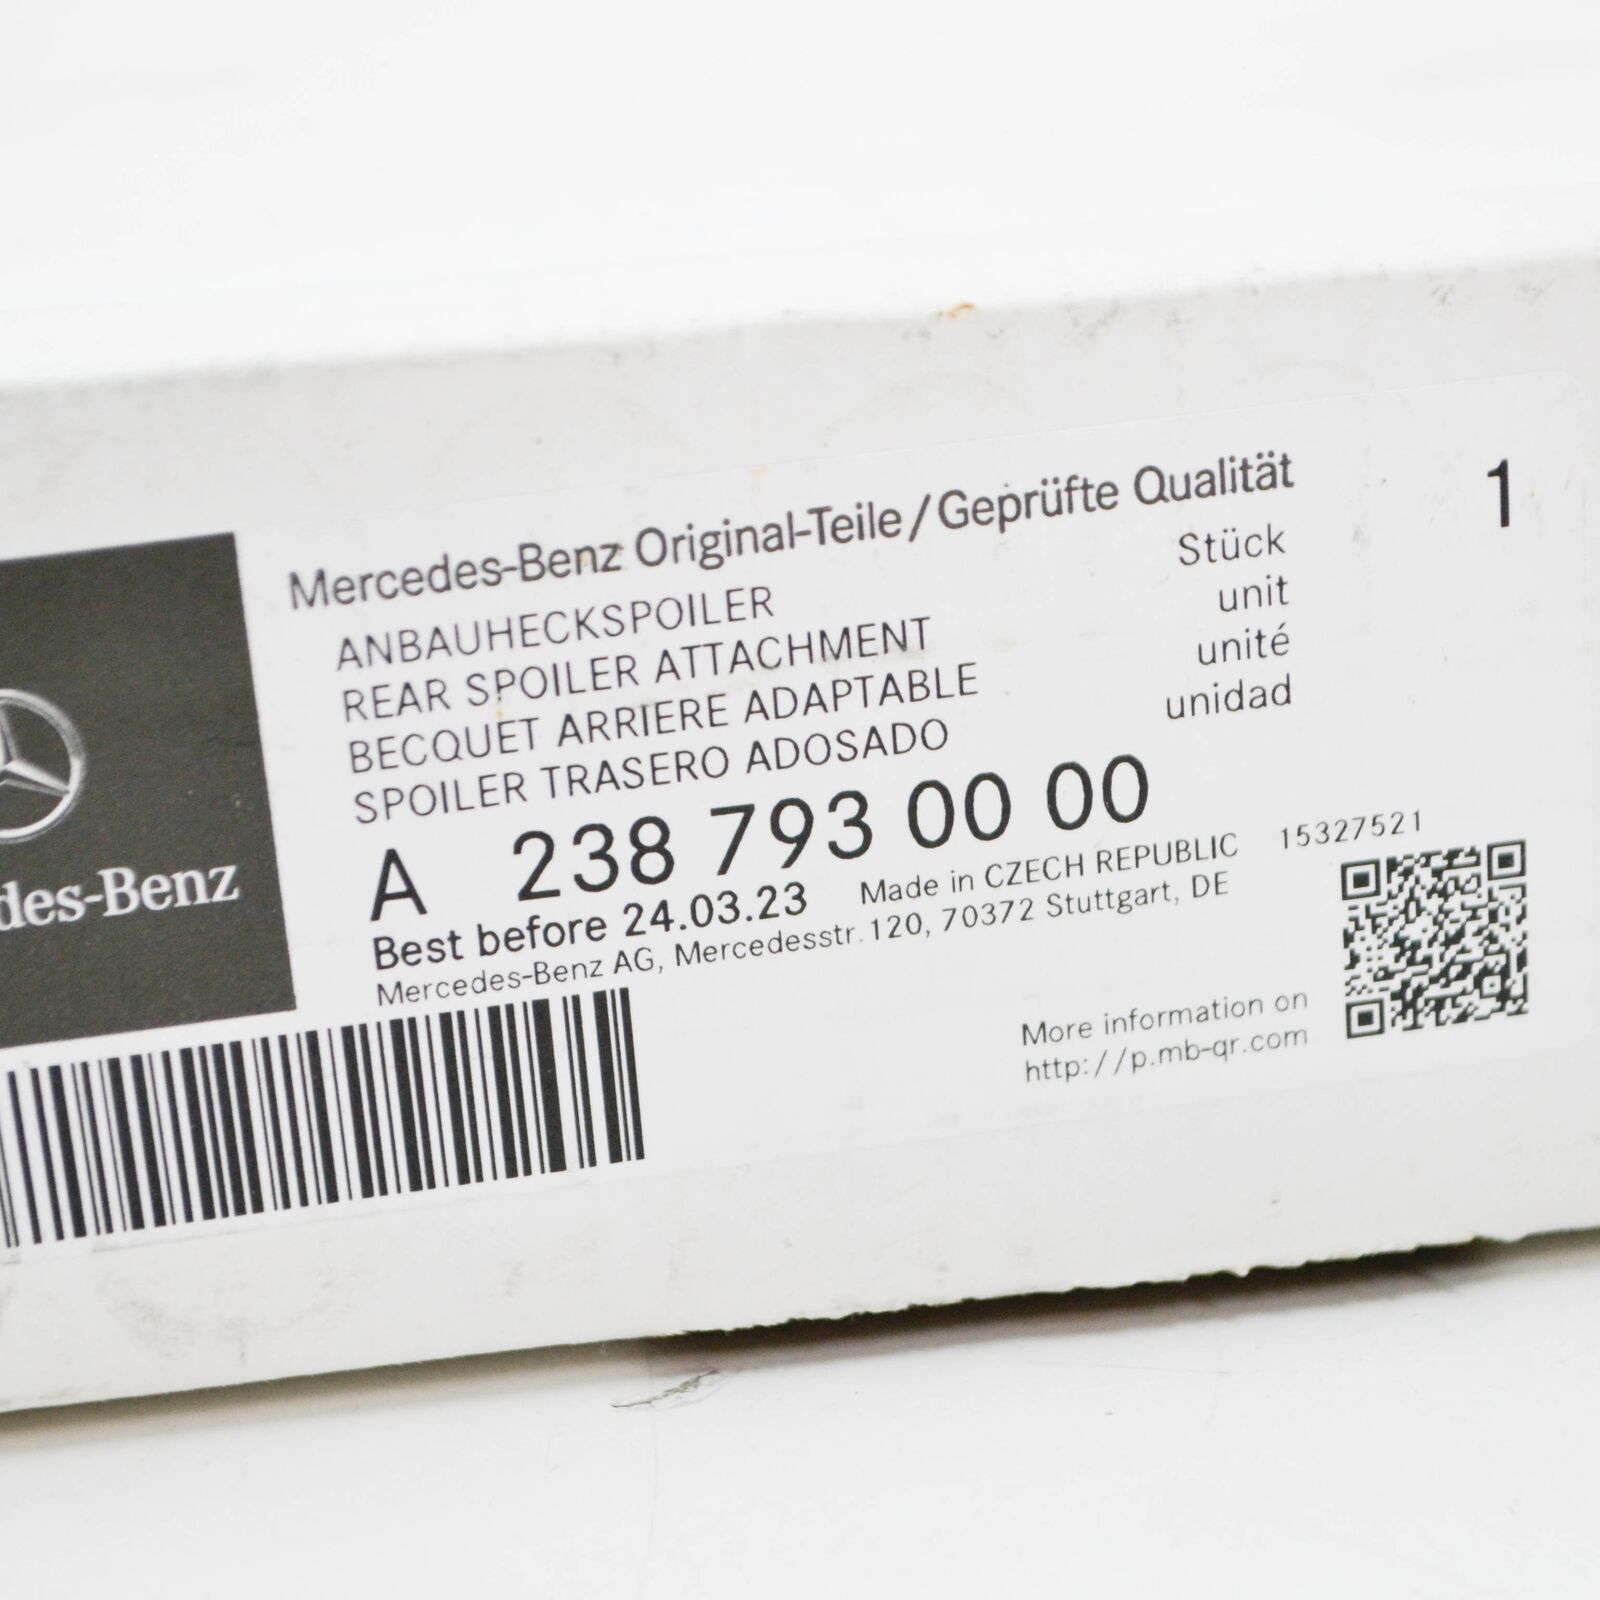 Mercedes-Benz Original-Teile/Geprüfte Qualität
1
ANBAUHECKSPOILER
Stück
REAR SPOILER ATTACHMENT
unit
BECQUET ARRIERE ADAPTABLE
unité
SPOILER TRASERO ADOSADO
unidad
A 238 793 00 00
Best before 24.03.23
Made in CZECH REPUBLIC
15327521
Mercedes-Benz AG, Mercedesstr. 120, 70372 Stuttgart, DE
More information on
http://p.mb-qr.com
des-Benz